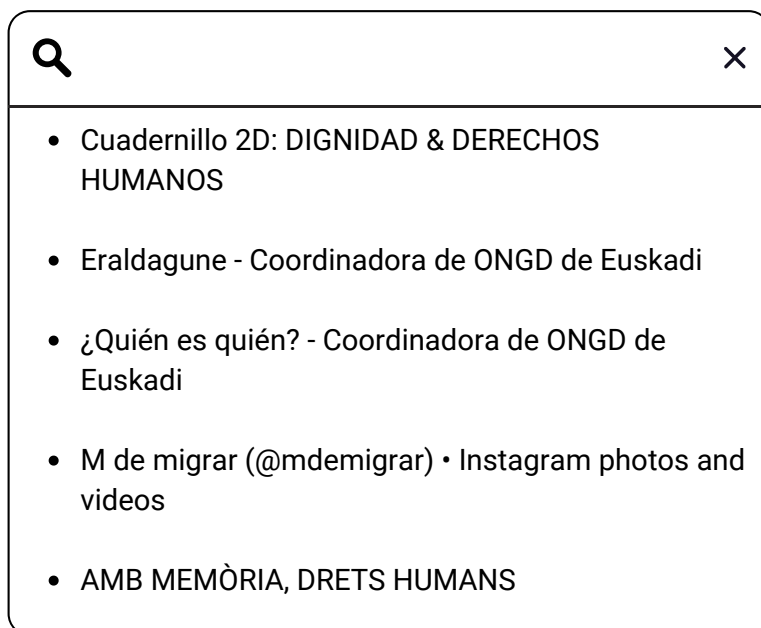 Cuadernillo 2D: DIGNIDAD & DERECHOS
HUMANOS
Eraldagune - Coordinadora de ONGD de Euskadi
¿Quién es quién? - Coordinadora de ONGD de
Euskadi
M de migrar (@mdemigrar) • Instagram photos and
videos
AMB MEMÒRIA, DRETS HUMANS